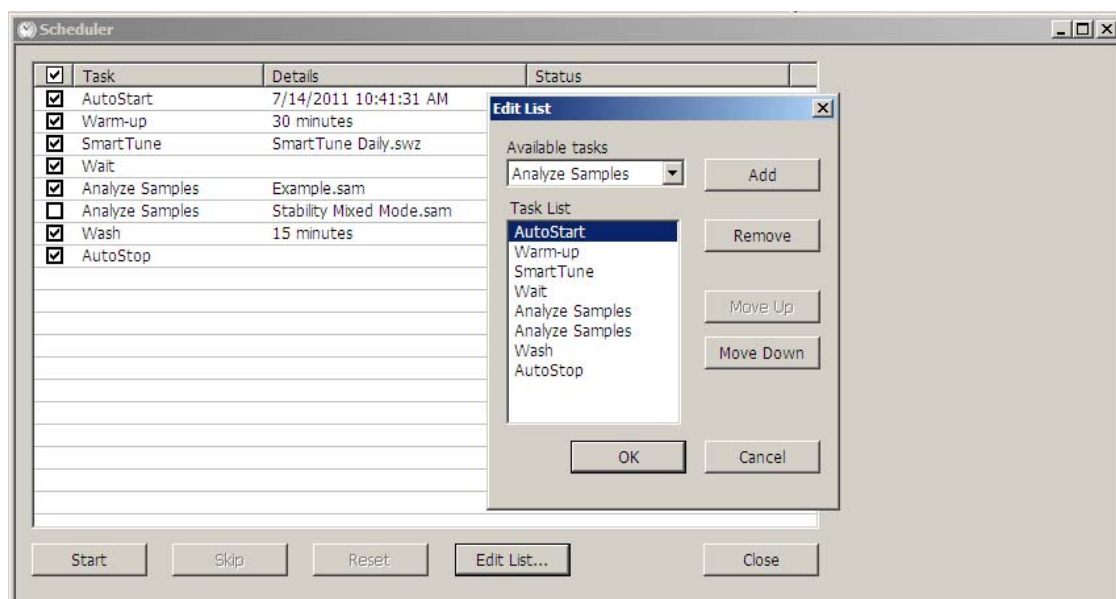 Scheduler
Task Details Status
AutoStart 7/14/2011 10:41:31 AM
Warm-up 30 minutes
SmartTune SmartTune Daily.swz
Wait
Analyze Samples Example.sam
Analyze Samples Stability Mixed Mode.sam
Wash 15 minutes
AutoStop
Edit List
Available tasks
Analyze Samples
Add
Task List
AutoStart
Warm-up
SmartTune
Wait
Analyze Samples
Analyze Samples
Wash
AutoStop
Remove
Move Up
Move Down
OK Cancel
Start Skip Reset Edit List... Close